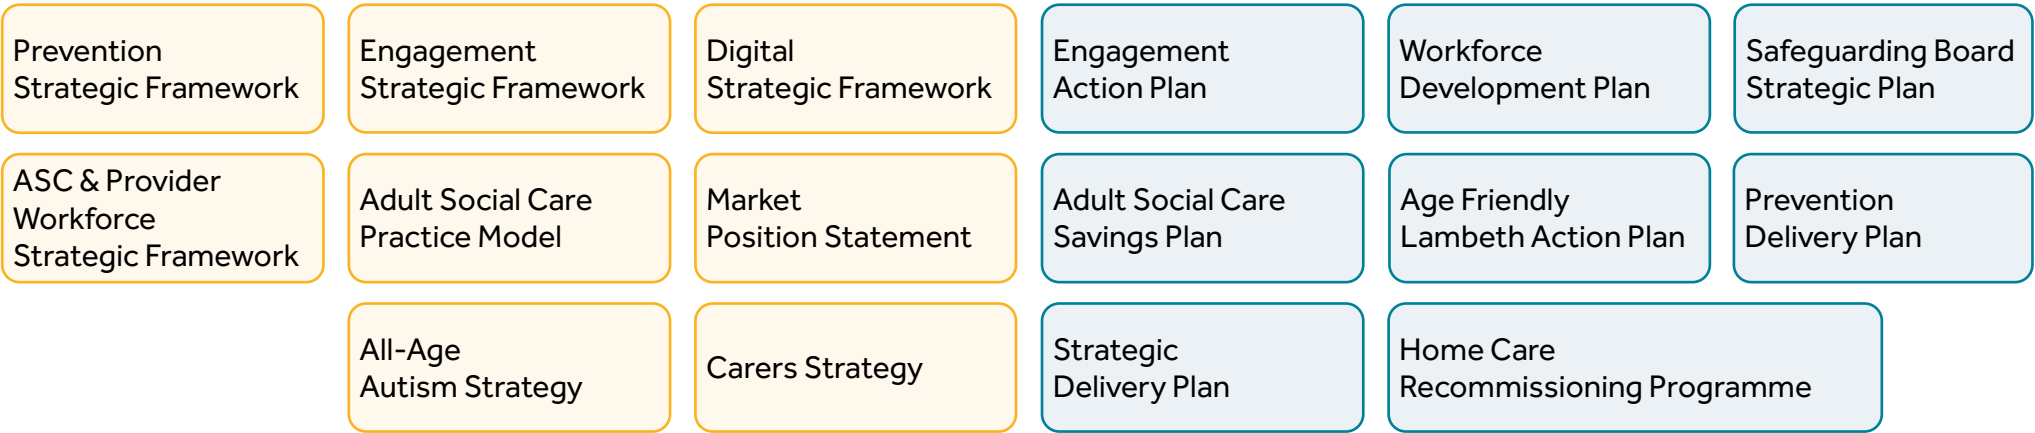 Prevention
Strategic Framework
Engagement
Strategic Framework
Digital
Strategic Framework
Engagement
Action Plan
Workforce
Development Plan
Safeguarding Board
Strategic Plan
ASC & Provider
Workforce
Strategic Framework
Adult Social Care
Practice Model
Market
Position Statement
Adult Social Care
Savings Plan
Age Friendly
Lambeth Action Plan
Prevention
Delivery Plan
All-Age
Autism Strategy
Carers Strategy
Strategic
Delivery Plan
Home Care
Recommissioning Programme